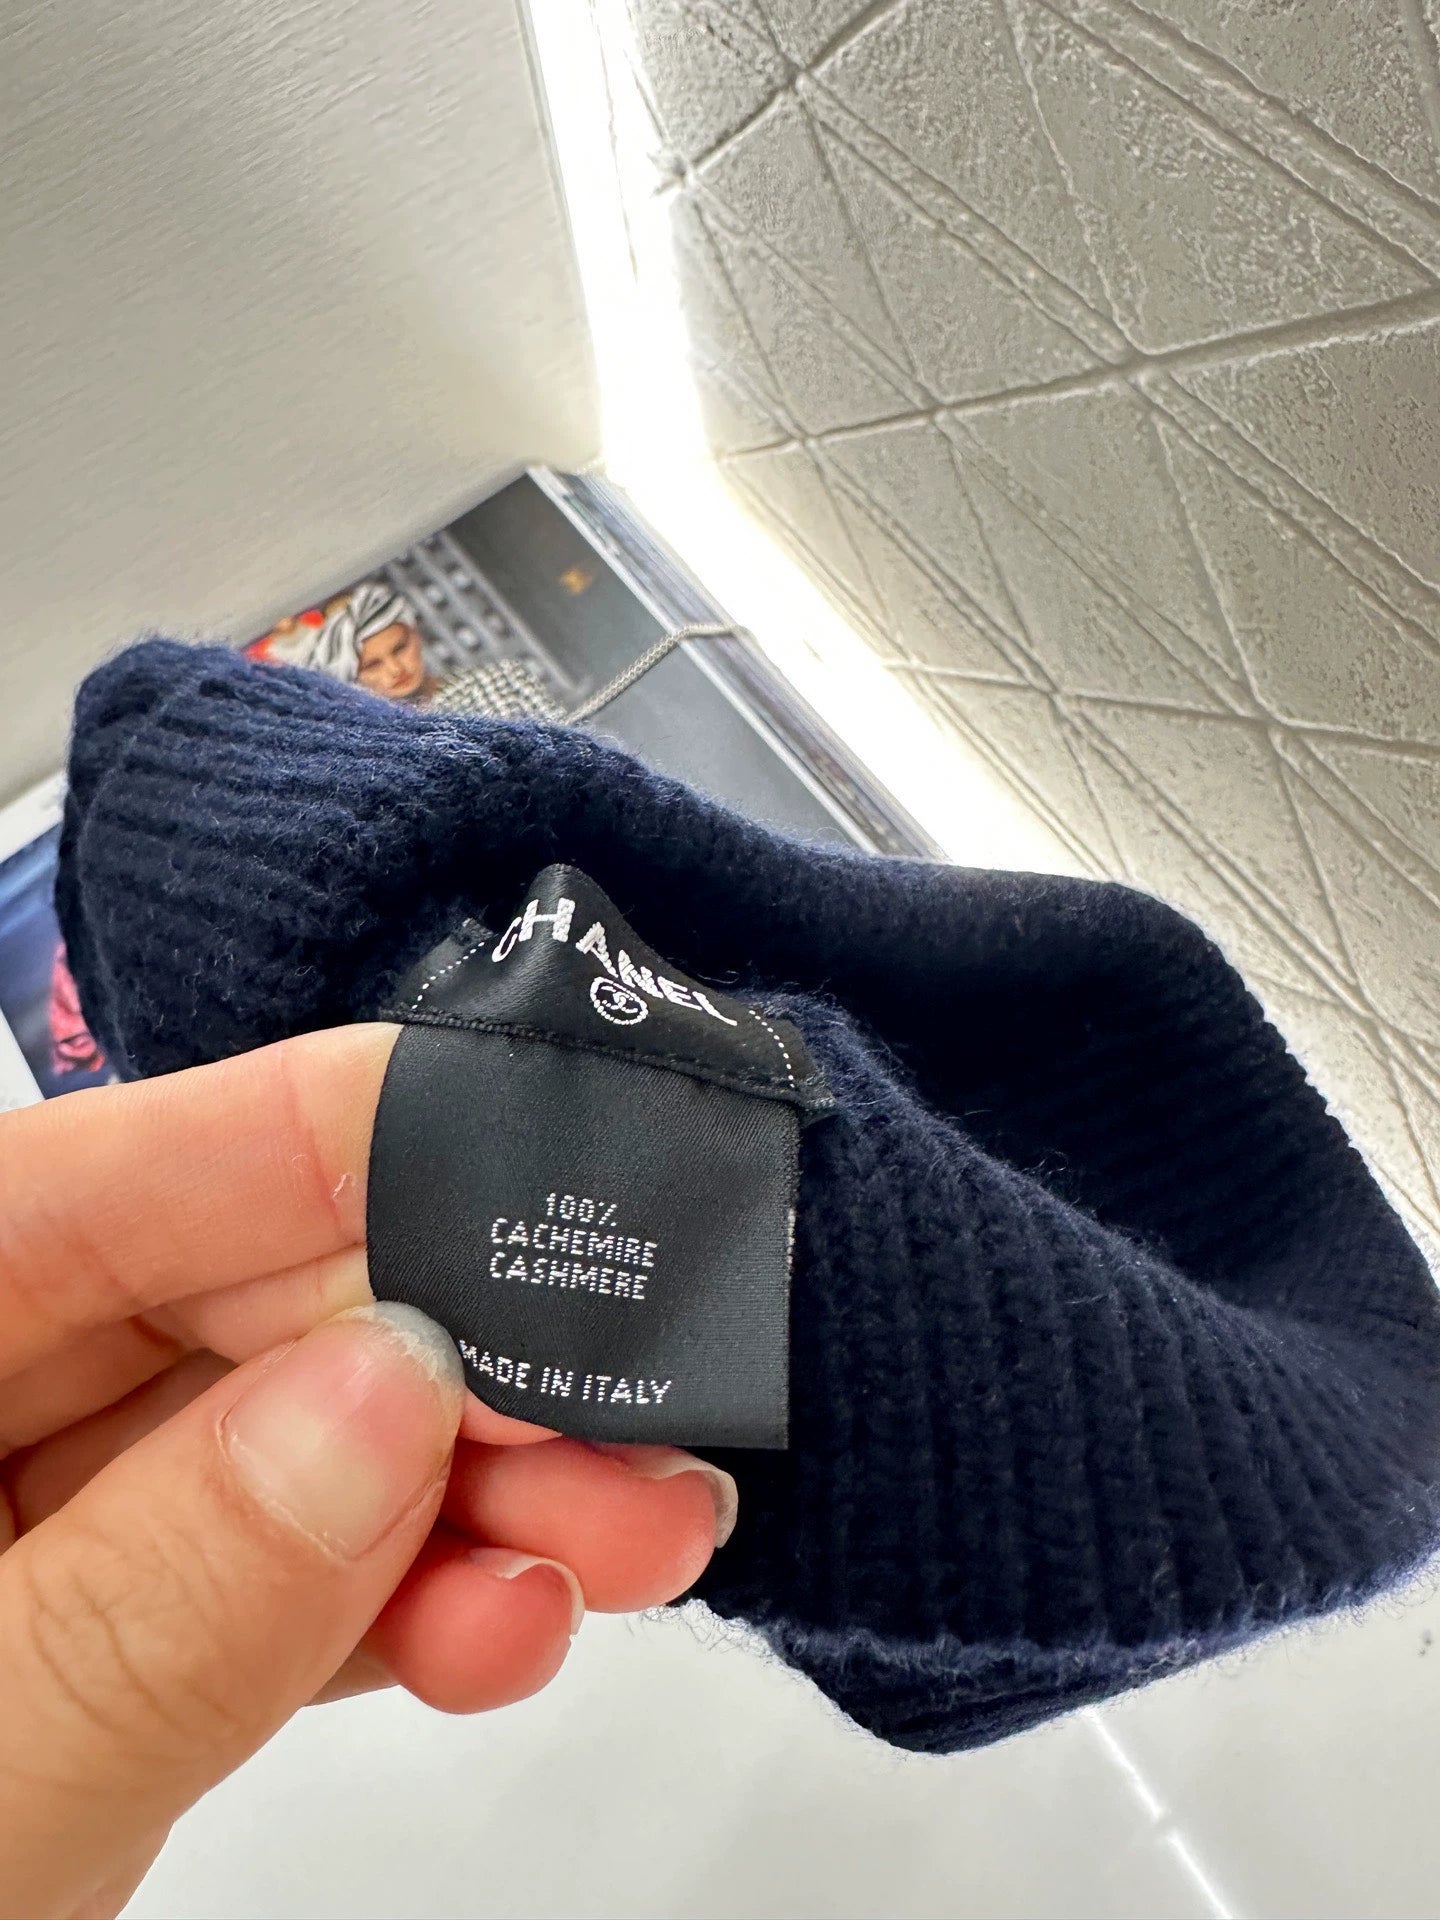 CHANEL
100%
CACHEMIRE
CASHMERE
MADE IN ITALY